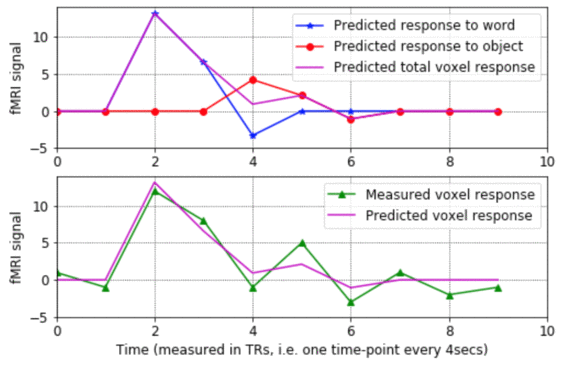 10
5
0
−5
fMRI signal
Predicted response to word
Predicted response to object
Predicted total voxel response
0 2 4 6 8 10
10
5
0
−5
fMRI signal
Measured voxel response
Predicted voxel response
0 2 4 6 8 10
Time (measured in TRs, i.e. one time-point every 4secs)